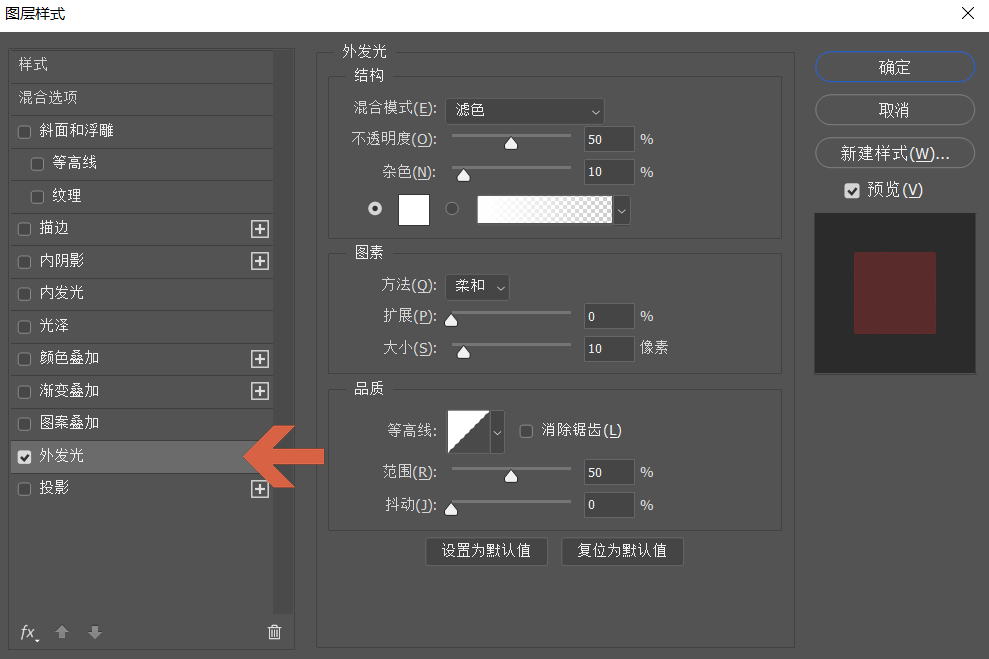 图层样式
样式
混合选项
斜面和浮雕
等高线
纹理
描边
内阴影
内发光
光泽
颜色叠加
渐变叠加
图案叠加
外发光
投影
fx
外发光
结构
混合模式(E): 滤色
不透明度(O): 50 %
杂色(N): 10 %
图素
方法(Q): 柔和
扩展(P): 0 %
大小(S): 10 像素
品质
等高线: 消除锯齿(L)
范围(R): 50 %
抖动(J): 0 %
设置为默认值 复位为默认值
确定
取消
新建样式(W)...
预览(V)